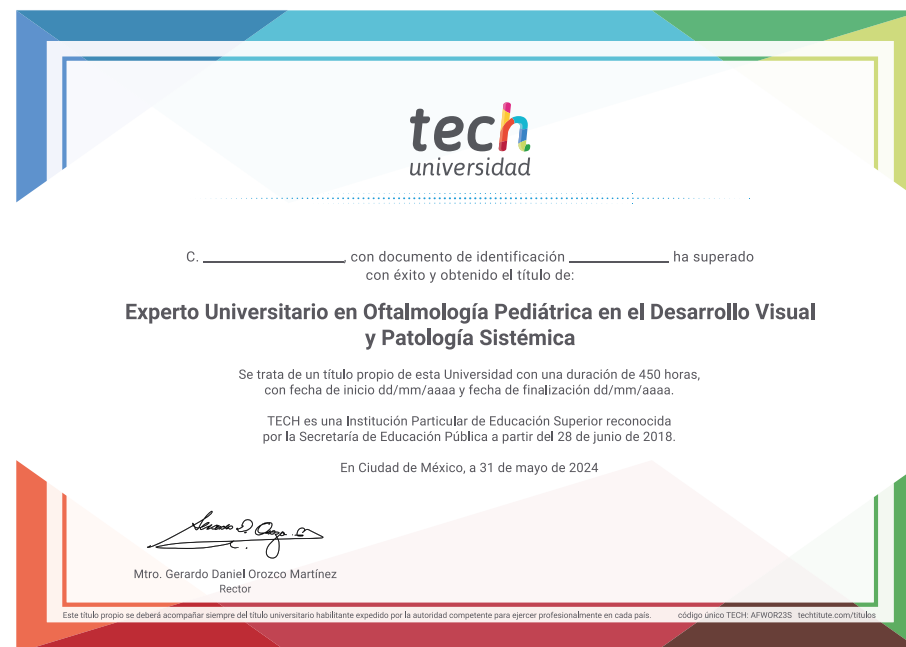 tech
universidad
C. ____________, con documento de identificación ____________ ha superado
con éxito y obtenido el título de:
Experto Universitario en Oftalmología Pediátrica en el Desarrollo Visual
y Patología Sistémica
Se trata de un título propio de esta Universidad con una duración de 450 horas,
con fecha de inicio dd/mm/aaaa y fecha de finalización dd/mm/aaaa.
TECH es una Institución Particular de Educación Superior reconocida
por la Secretaría de Educación Pública a partir del 28 de junio de 2018.
En Ciudad de México, a 31 de mayo de 2024
Mtro. Gerardo Daniel Orozco Martínez
Rector
Este título propio se deberá acompañar siempre del título universitario habilitante expedido por la autoridad competente para ejercer profesionalmente en cada país. código único TECH: AFWOR23S techtitute.com/titulos